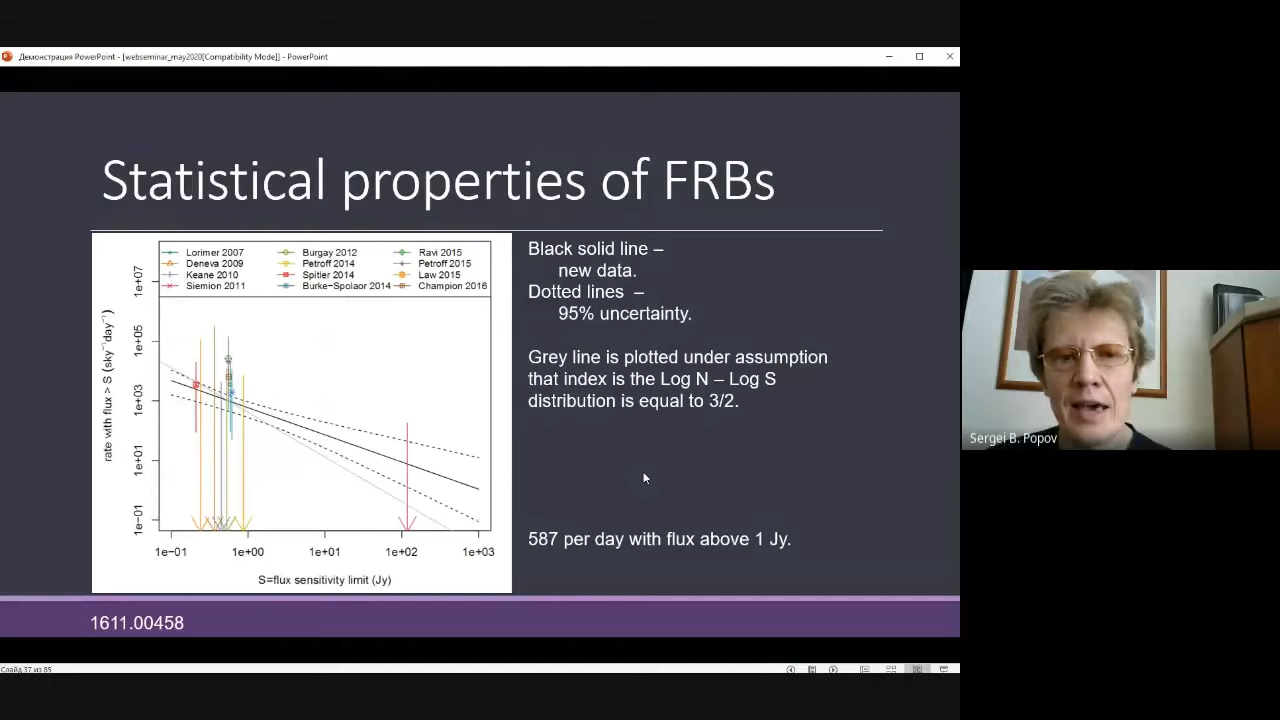 Демонстрация PowerPoint - [webseminar_may2020[Compatibility Mode]] - PowerPoint
Statistical properties of FRBs
Lorimer 2007
Deneva 2009
Keane 2010
Siemion 2011
Burgay 2012
Petroff 2014
Spitler 2014
Burke−Spolaor 2014
Ravi 2015
Petroff 2015
Law 2015
Champion 2016
rate with flux > S (sky⁻¹day⁻¹)
1e+07
1e+05
1e+03
1e+01
1e−01
1e−01 1e+00 1e+01 1e+02 1e+03
S=flux sensitivity limit (Jy)
Black solid line –
new data.
Dotted lines –
95% uncertainty.
Grey line is plotted under assumption
that index is the Log N – Log S
distribution is equal to 3/2.
587 per day with flux above 1 Jy.
1611.00458
Слайд 37 из 85
Sergei B. Popov